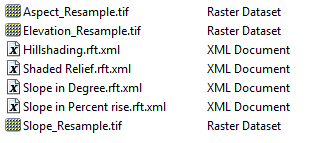 Aspect_Resample.tif Raster Dataset
Elevation_Resample.tif Raster Dataset
Hillshading.rft.xml XML Document
Shaded Relief.rft.xml XML Document
Slope in Degree.rft.xml XML Document
Slope in Percent rise.rft.xml XML Document
Slope_Resample.tif Raster Dataset